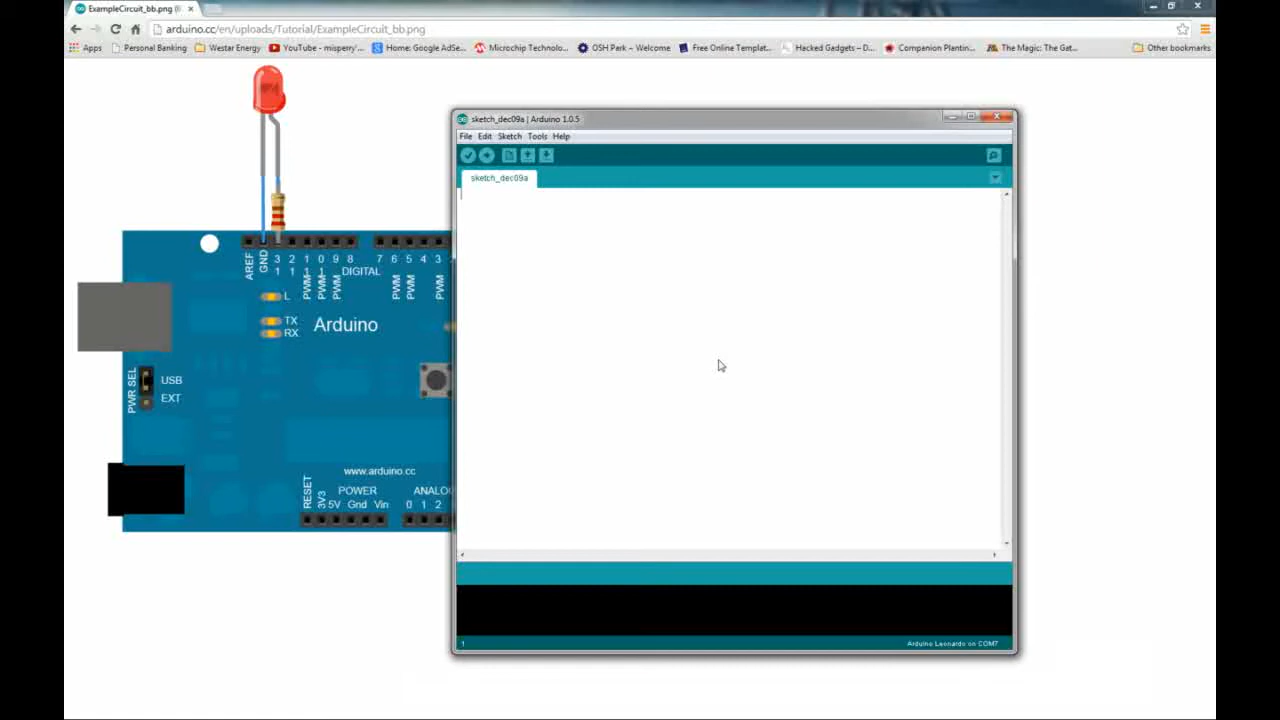 ExampleCircuit_bb.png (
arduino.cc/en/uploads/Tutorial/ExampleCircuit_bb.png
Apps Personal Banking Westar Energy YouTube - misperry'... Home: Google AdSe... Microchip Technolo... OSH Park ~ Welcome Free Online Templat... Hacked Gadgets – D... Companion Plantin... The Magic: The Gat... Other bookmarks
sketch_dec09a | Arduino 1.0.5
File Edit Sketch Tools Help
sketch_dec09a
AREF
GND
13
12
PWM 11
PWM 10
PWM 9
8
DIGITAL
7
PWM 6
PWM 5
4
PWM 3
L
TX
RX
Arduino
PWR SEL
USB
EXT
www.arduino.cc
POWER
RESET
3V3
5V Gnd Vin
0 1 2
1
Arduino Leonardo on COM7